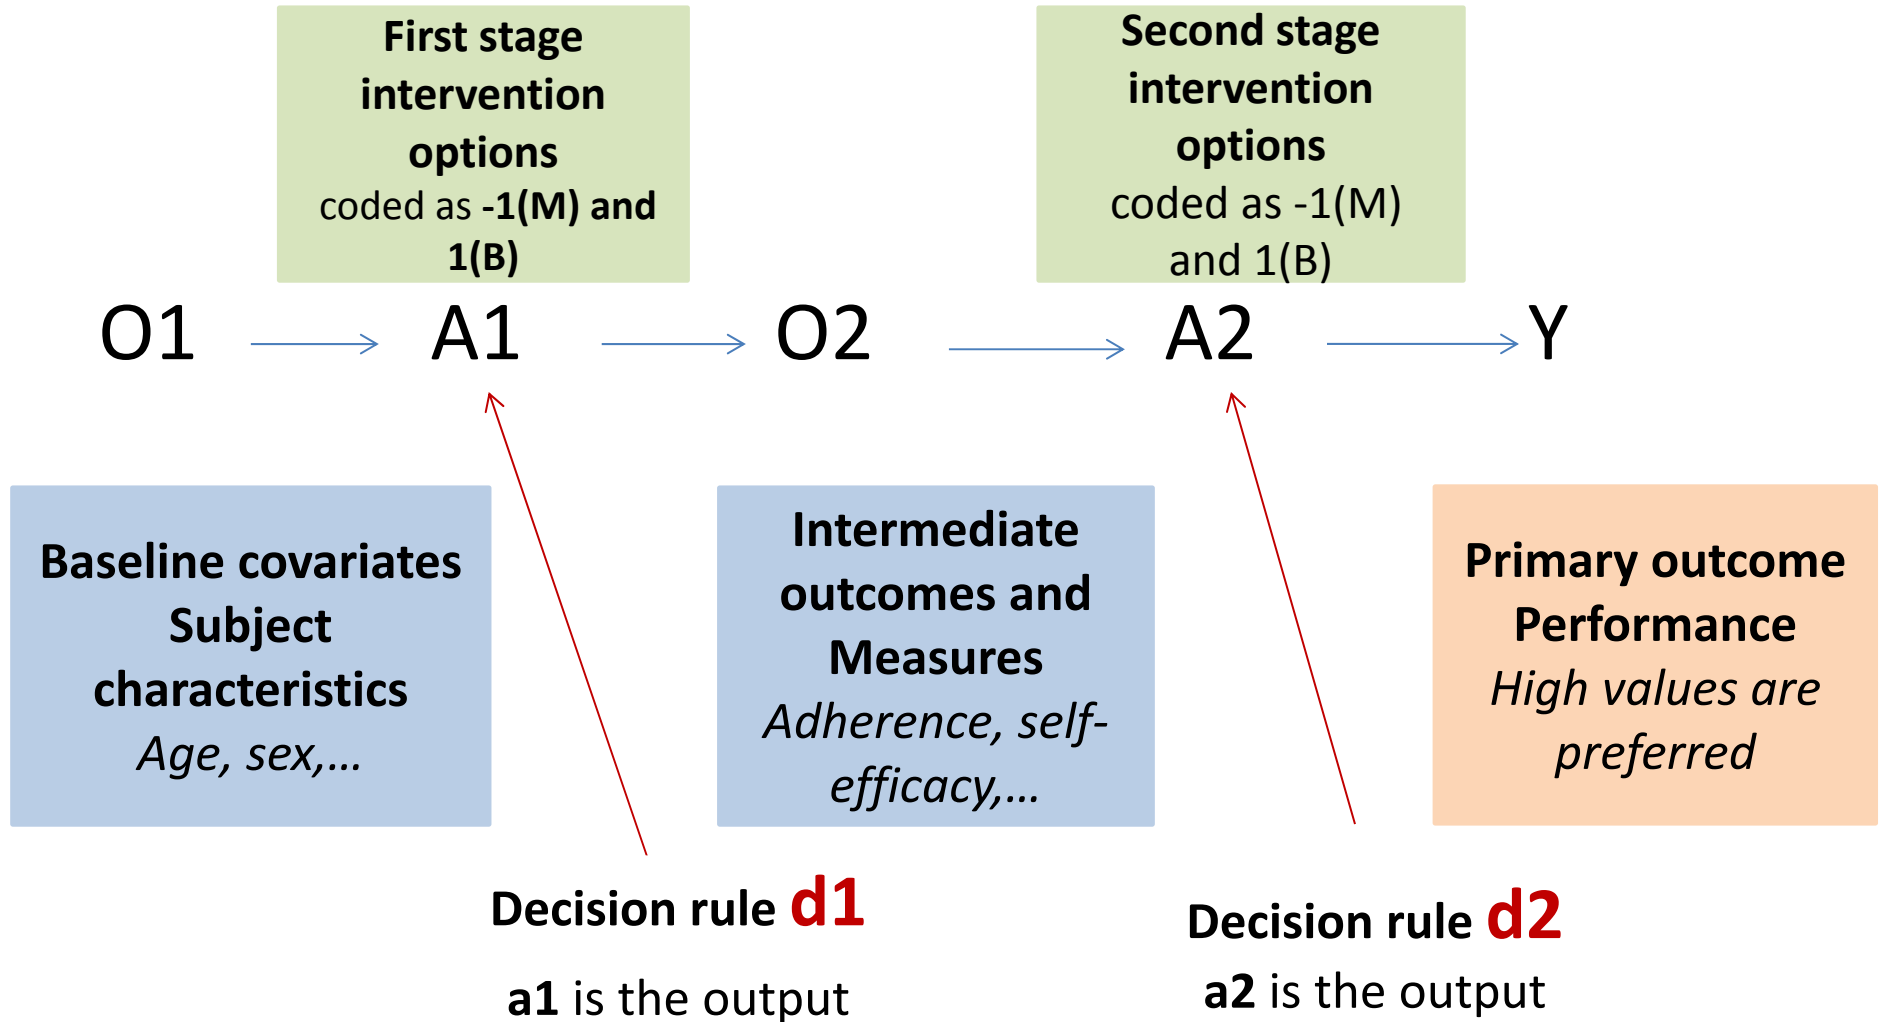 First stage
intervention
options
coded as -1(M) and
1(B)
Second stage
intervention
options
coded as -1(M)
and 1(B)
O1 A1 O2 A2 Y
Baseline covariates
Subject
characteristics
Age, sex,...
Intermediate
outcomes and
Measures
Adherence, self-
efficacy,...
Primary outcome
Performance
High values are
preferred
Decision rule d1
a1 is the output
Decision rule d2
a2 is the output